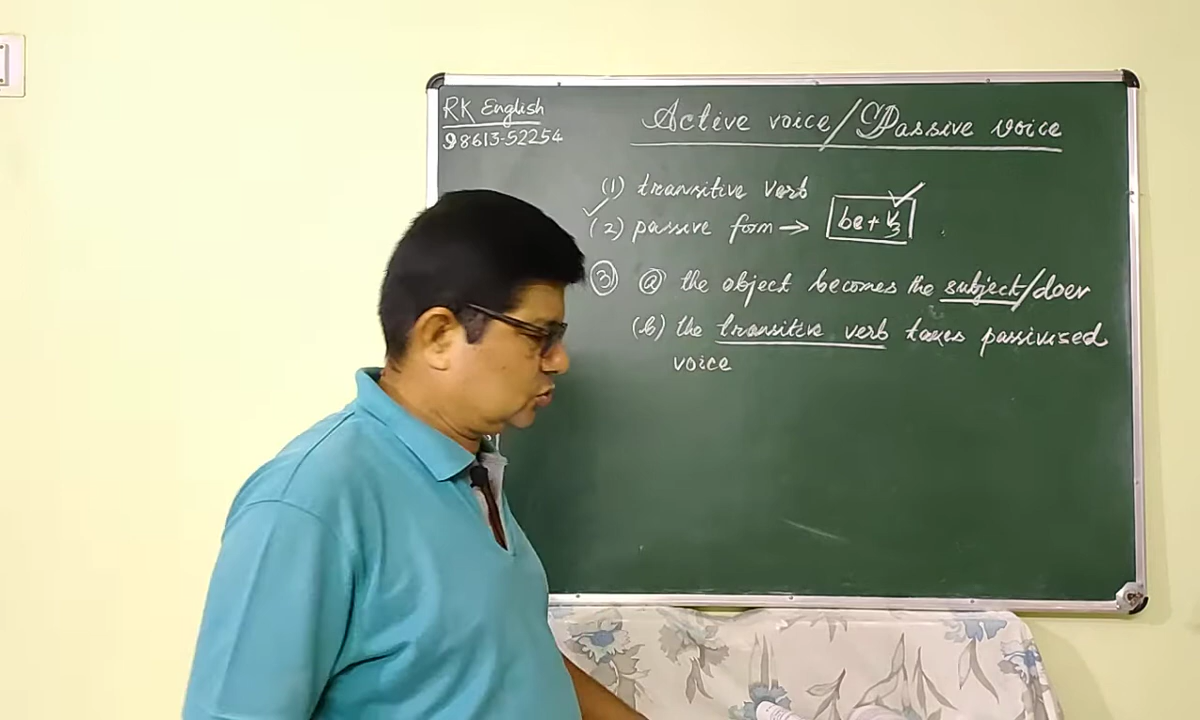 RK English
98613-52254
Active voice/Passive voice
(1) transitive verb
(2) passive form → be + V3
(3) (a) the object becomes the subject/doer
(b) the transitive verb takes passivised
voice